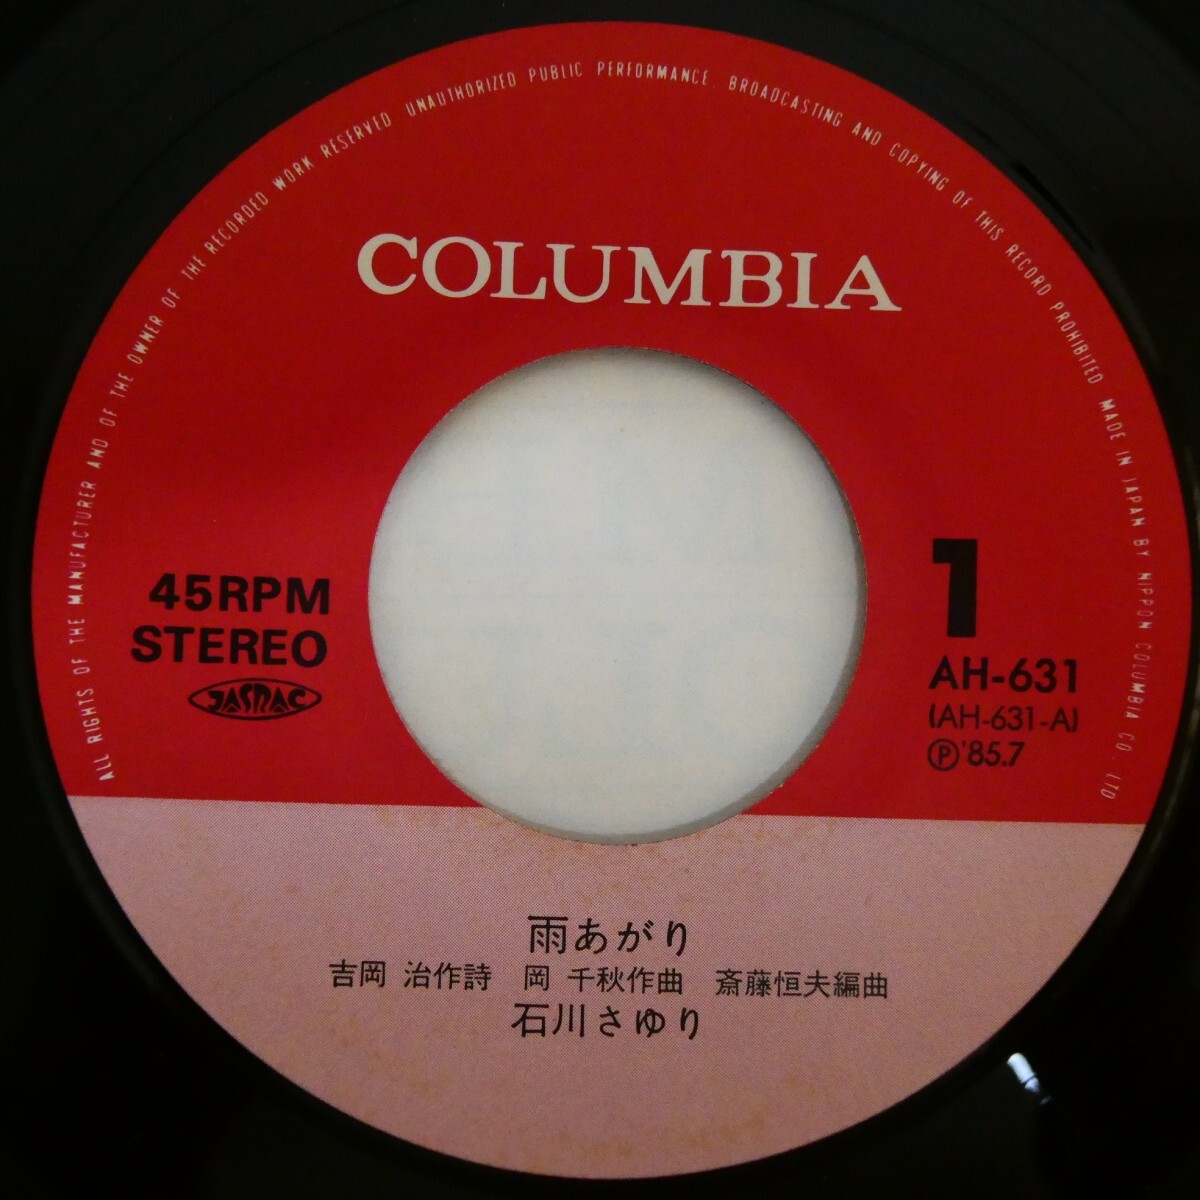 ALL RIGHTS OF THE MANUFACTURER AND OF THE OWNER OF THE RECORDED WORK RESERVED UNAUTHORIZED PUBLIC PERFORMANCE. BROADCASTING AND COPYING OF THIS RECORD PROHIBITED MADE IN JAPAN BY NIPPON COLUMBIA CO., LTD
COLUMBIA
45RPM
STEREO
JASRAC
1
AH-631
(AH-631-A)
Ⓟ'85.7
雨あがり
吉岡 治作詩 岡 千秋作曲 斎藤恒夫編曲
石川さゆり